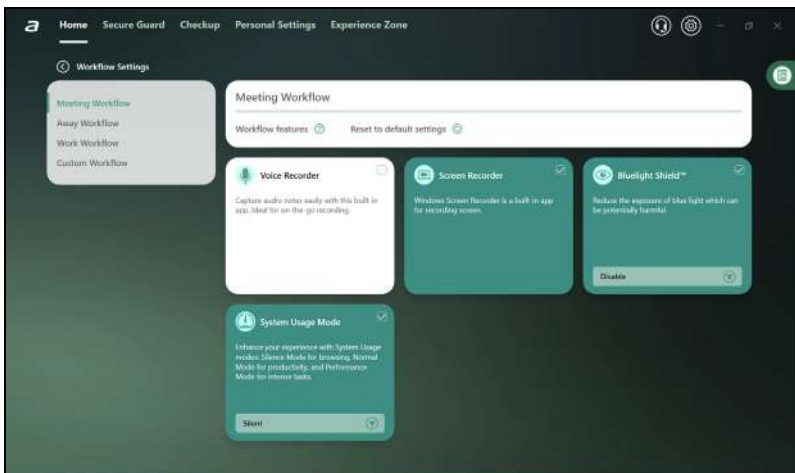 a Home Secure Guard Checkup Personal Settings Experience Zone
Workflow Settings
Meeting Workflow
Away Workflow
Work Workflow
Custom Workflow
Meeting Workflow
Workflow features ? Reset to default settings
Voice Recorder
Capture audio notes easily with this built-in
app. Ideal for on-the-go recording.
Screen Recorder
Windows Screen Recorder is a built in app
for recording screen.
Bluelight Shield™
Reduce the exposure of blue light which can
be potentially harmful.
Disable
System Usage Mode
Enhance your experience with System Usage
modes: Silence Mode for browsing, Normal
Mode for productivity, and Performance
Mode for intense tasks.
Silent